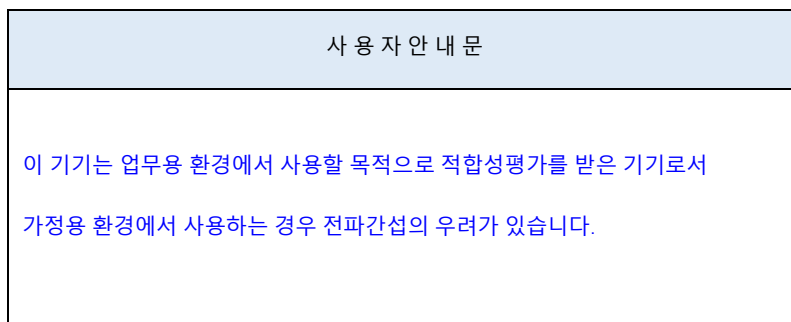 사 용 자 안 내 문
이 기기는 업무용 환경에서 사용할 목적으로 적합성평가를 받은 기기로서
가정용 환경에서 사용하는 경우 전파간섭의 우려가 있습니다.